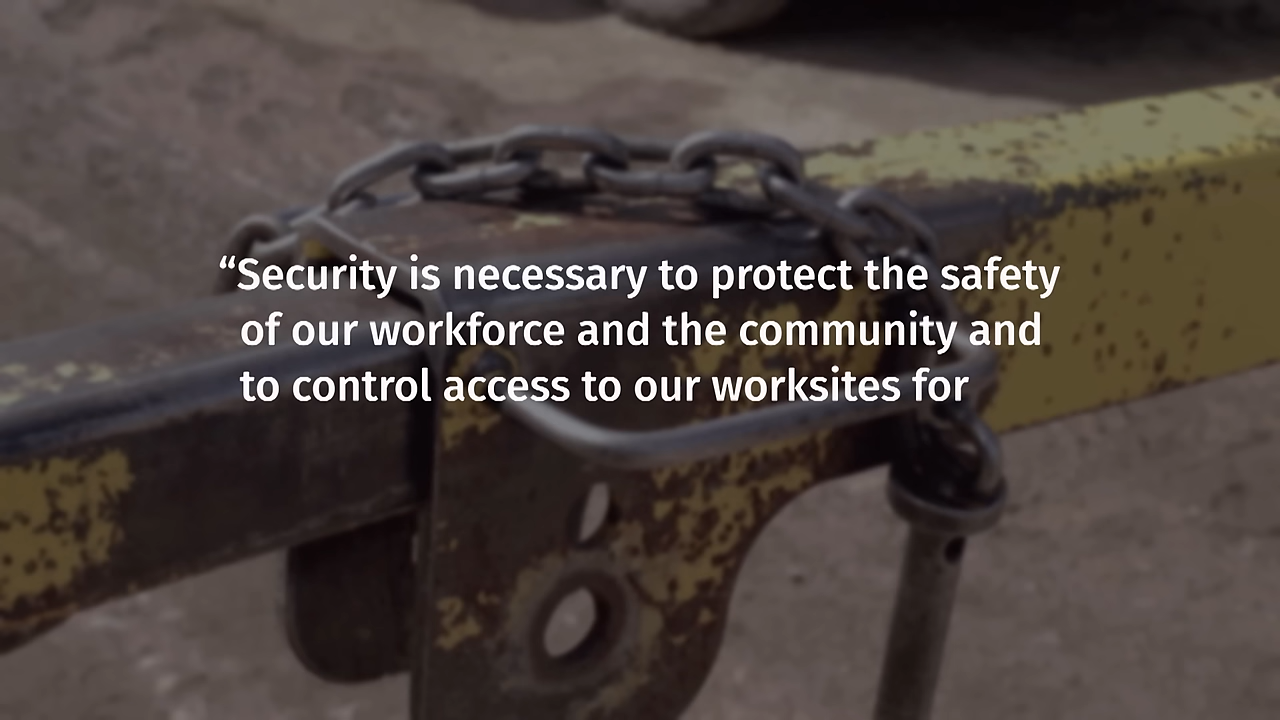 “Security is necessary to protect the safety
of our workforce and the community and
to control access to our worksites for